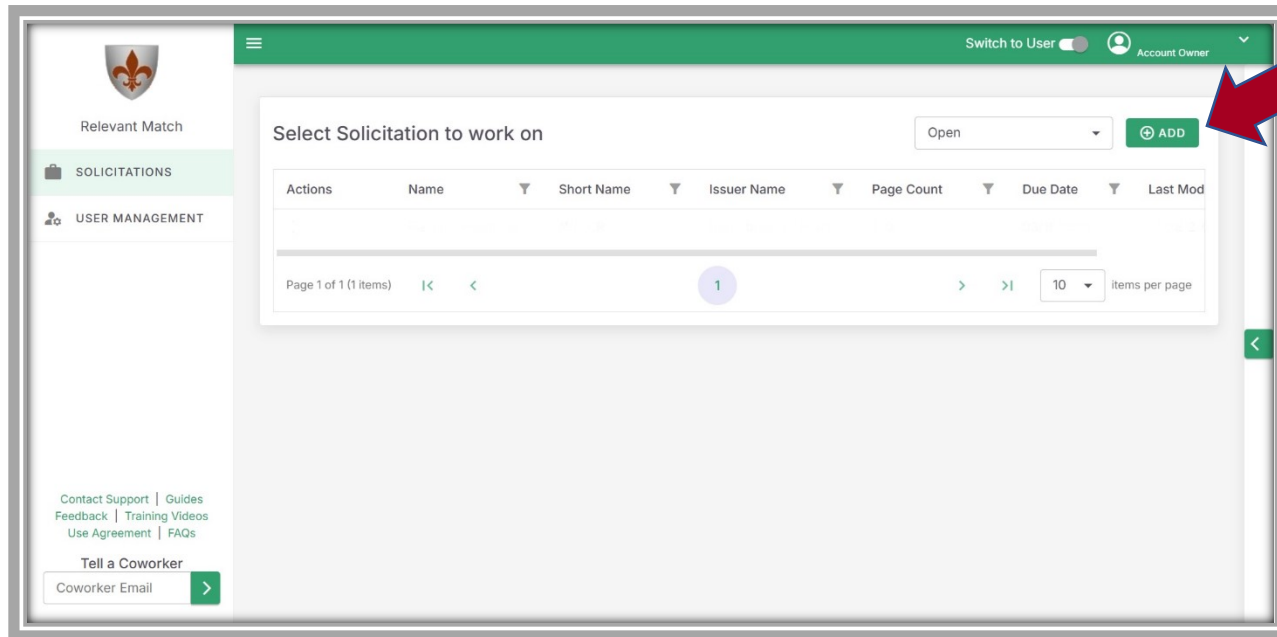 Switch to User
Account Owner
Relevant Match
SOLICITATIONS
USER MANAGEMENT
Select Solicitation to work on
Open
ADD
Actions Name Short Name Issuer Name Page Count Due Date Last Mod
Page 1 of 1 (1 items) 1 10 items per page
Contact Support | Guides
Feedback | Training Videos
Use Agreement | FAQs
Tell a Coworker
Coworker Email